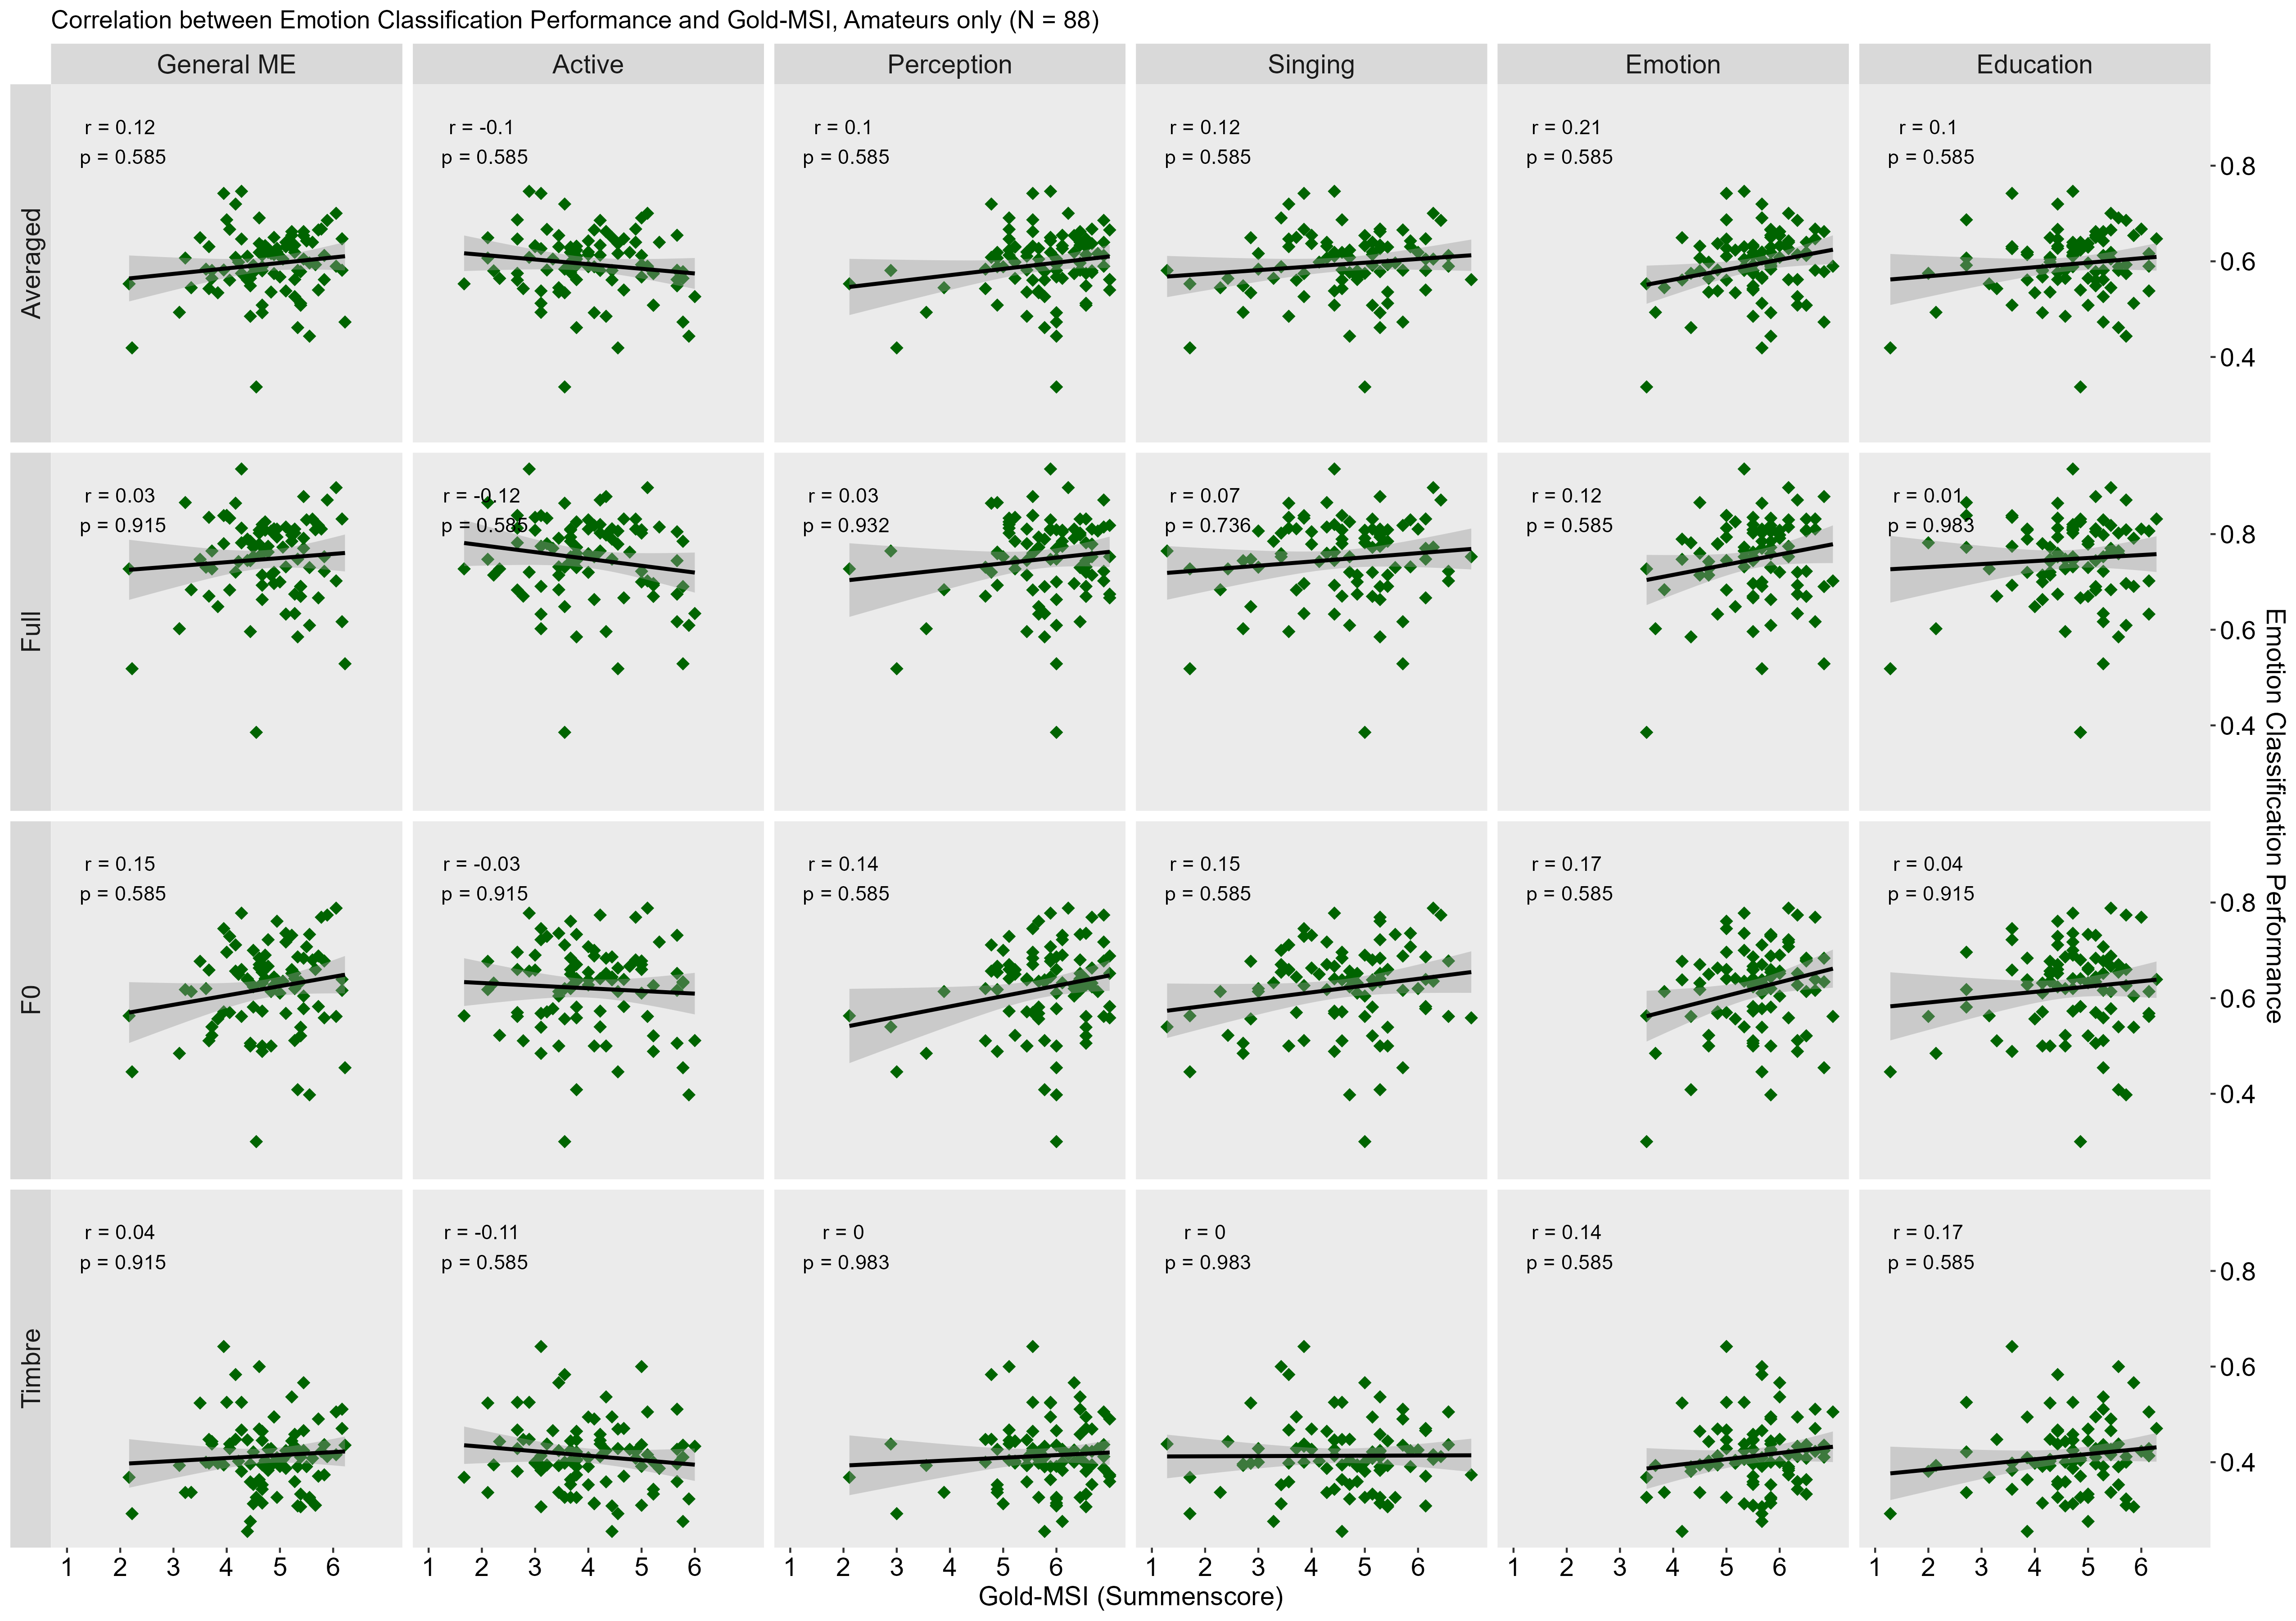 Correlation between Emotion Classification Performance and Gold-MSI, Amateurs only (N = 88)
General ME Active Perception Singing Emotion Education
Averaged
r = 0.12 r = -0.1 r = 0.1 r = 0.12 r = 0.21 r = 0.1
p = 0.585 p = 0.585 p = 0.585 p = 0.585 p = 0.585 p = 0.585
0.8
0.6
0.4
Full
r = 0.03 r = -0.12 r = 0.03 r = 0.07 r = 0.12 r = 0.01
p = 0.915 p = 0.585 p = 0.932 p = 0.736 p = 0.585 p = 0.983
0.8
0.6
0.4
F0
r = 0.15 r = -0.03 r = 0.14 r = 0.15 r = 0.17 r = 0.04
p = 0.585 p = 0.915 p = 0.585 p = 0.585 p = 0.585 p = 0.915
0.8
0.6
0.4
Timbre
r = 0.04 r = -0.11 r = 0 r = 0 r = 0.14 r = 0.17
p = 0.915 p = 0.585 p = 0.983 p = 0.983 p = 0.585 p = 0.585
0.8
0.6
0.4
Emotion Classification Performance
1 2 3 4 5 6 1 2 3 4 5 6 1 2 3 4 5 6 1 2 3 4 5 6 1 2 3 4 5 6 1 2 3 4 5 6
Gold-MSI (Summenscore)